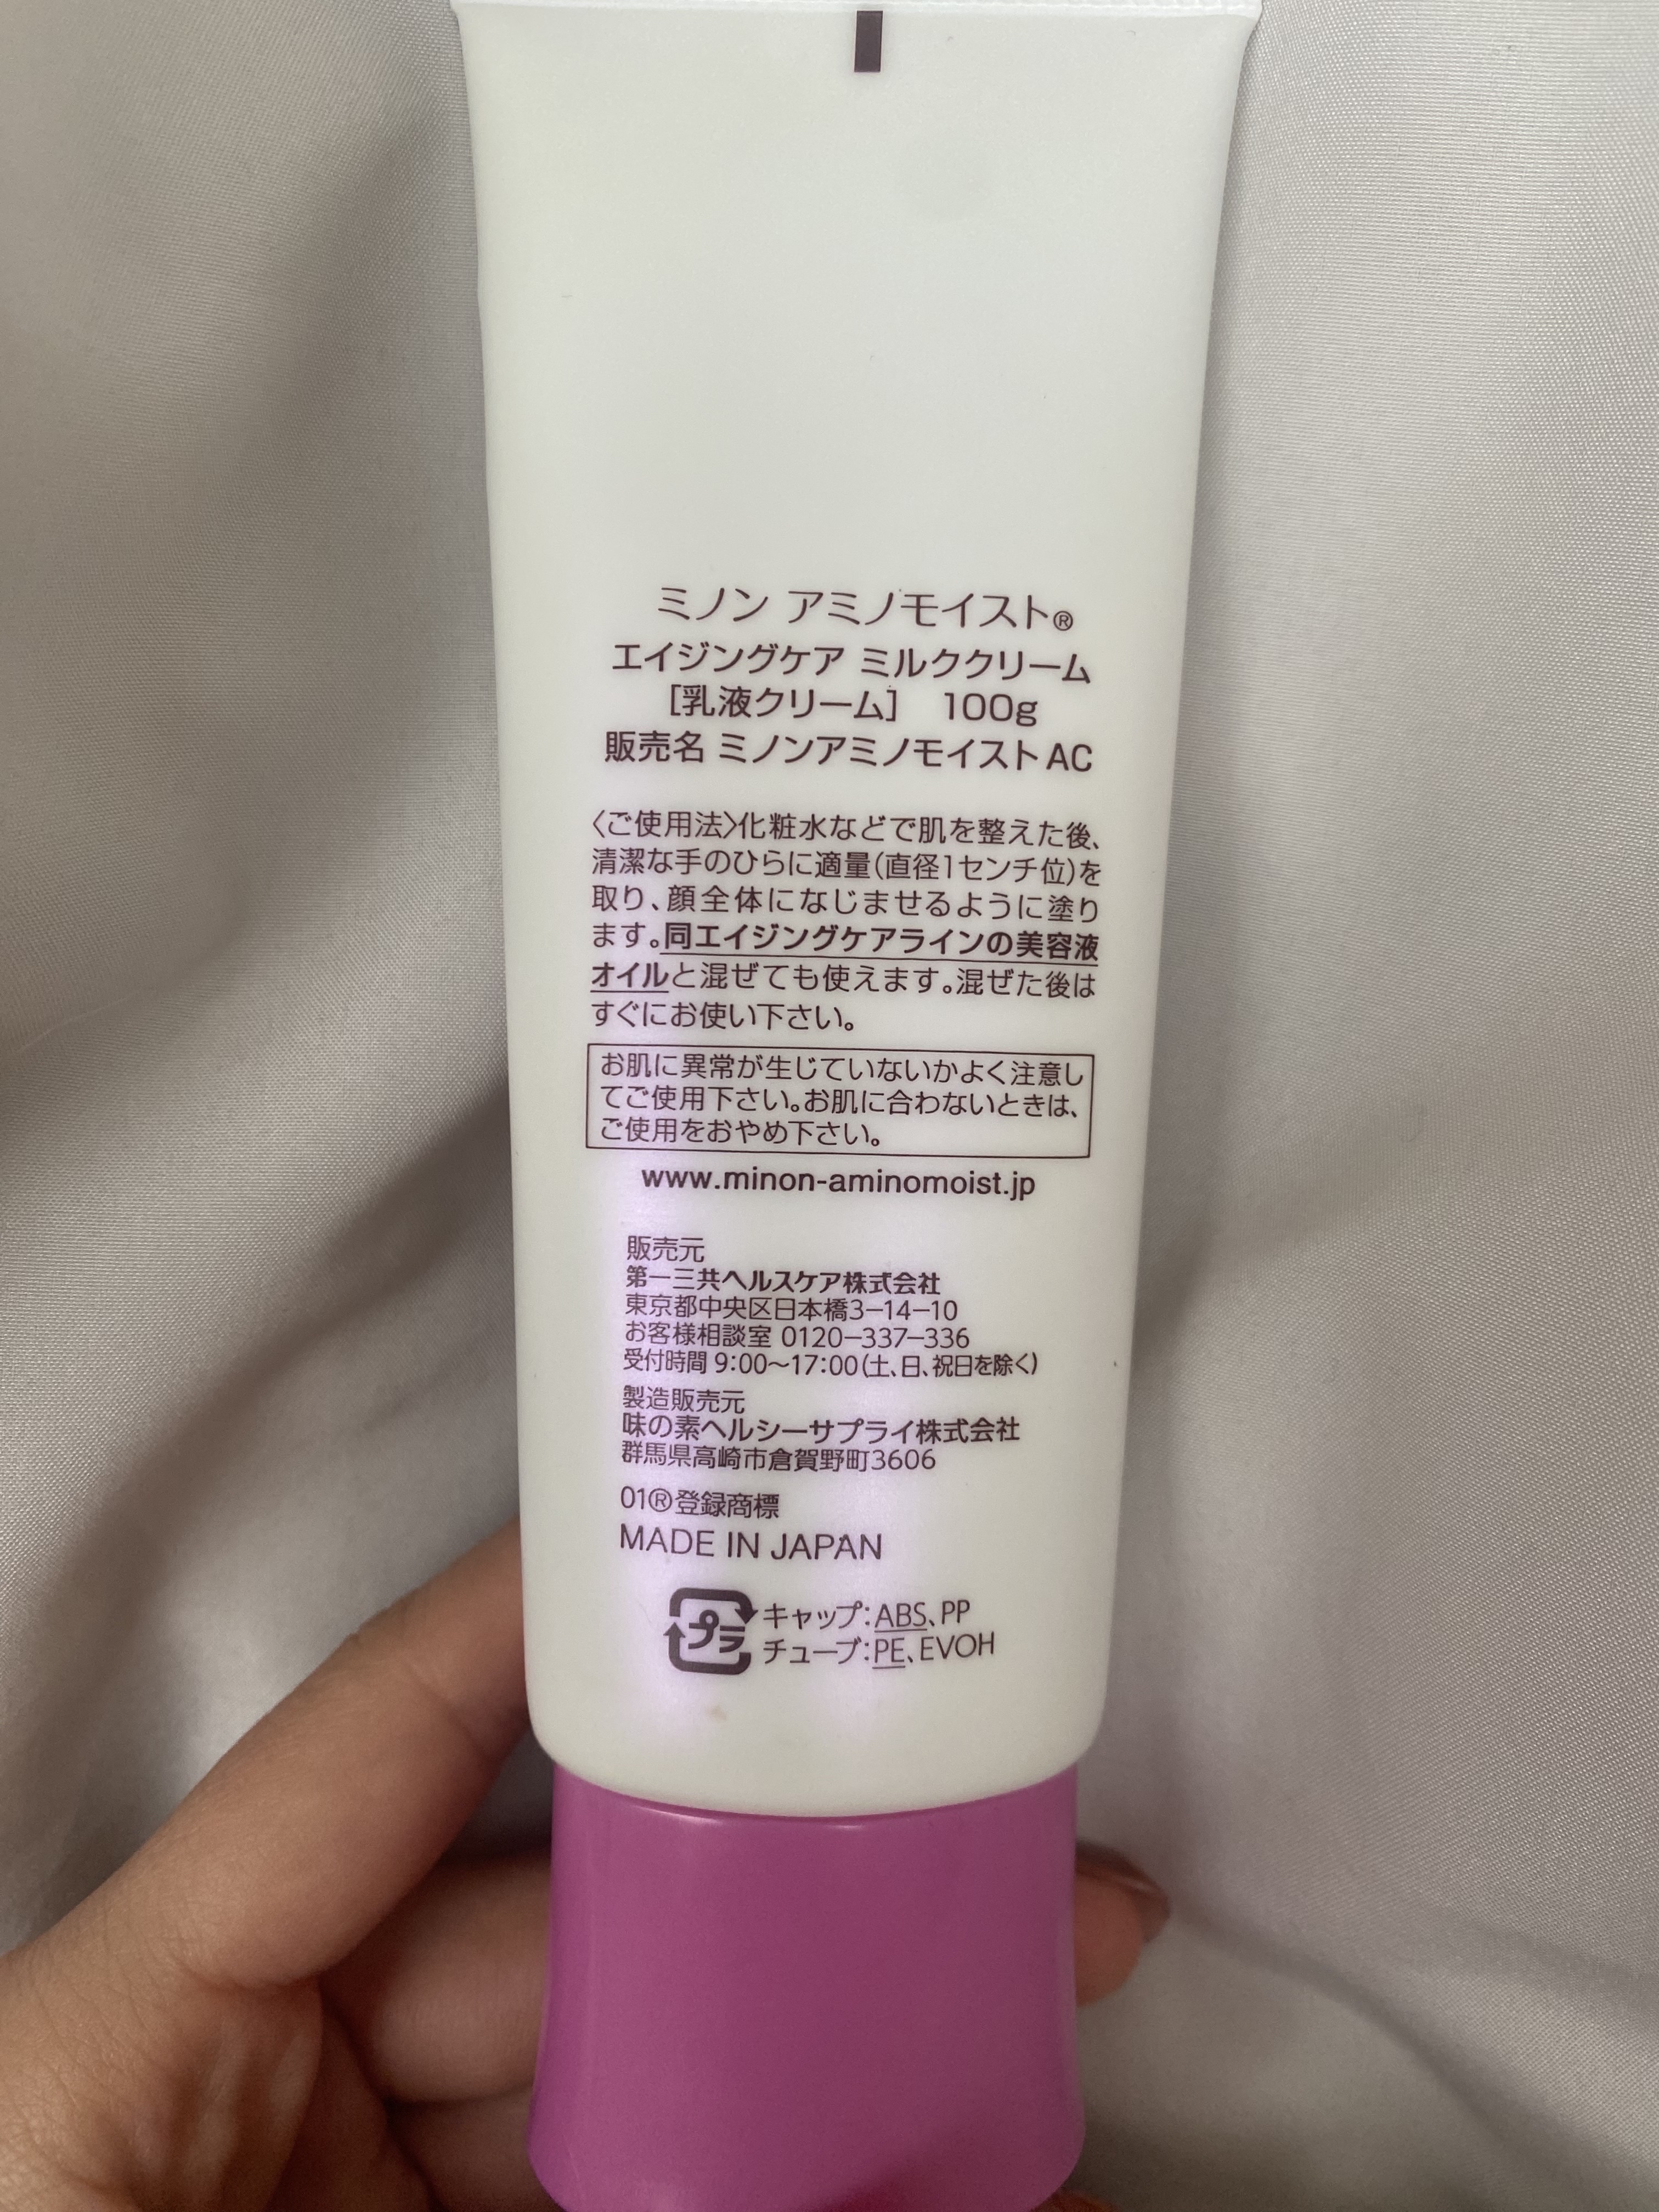 ミノン アミノモイスト®
エイジングケア ミルククリーム
［乳液クリーム］ 100g
販売名 ミノンアミノモイストAC
〈ご使用法〉化粧水などで肌を整えた後、
清潔な手のひらに適量(直径1センチ位)を
取り、顔全体になじませるように塗り
ます。同エイジングケアラインの美容液
オイルと混ぜても使えます。混ぜた後は
すぐにお使い下さい。
お肌に異常が生じていないかよく注意し
てご使用下さい。お肌に合わないときは、
ご使用をおやめ下さい。
www.minon-aminomoist.jp
販売元
第一三共ヘルスケア株式会社
東京都中央区日本橋3-14-10
お客様相談室 0120-337-336
受付時間 9:00〜17:00(土、日、祝日を除く)
製造販売元
味の素ヘルシーサプライ株式会社
群馬県高崎市倉賀野町3606
01®登録商標
MADE IN JAPAN
プラ キャップ:ABS、PP
チューブ:PE、EVOH